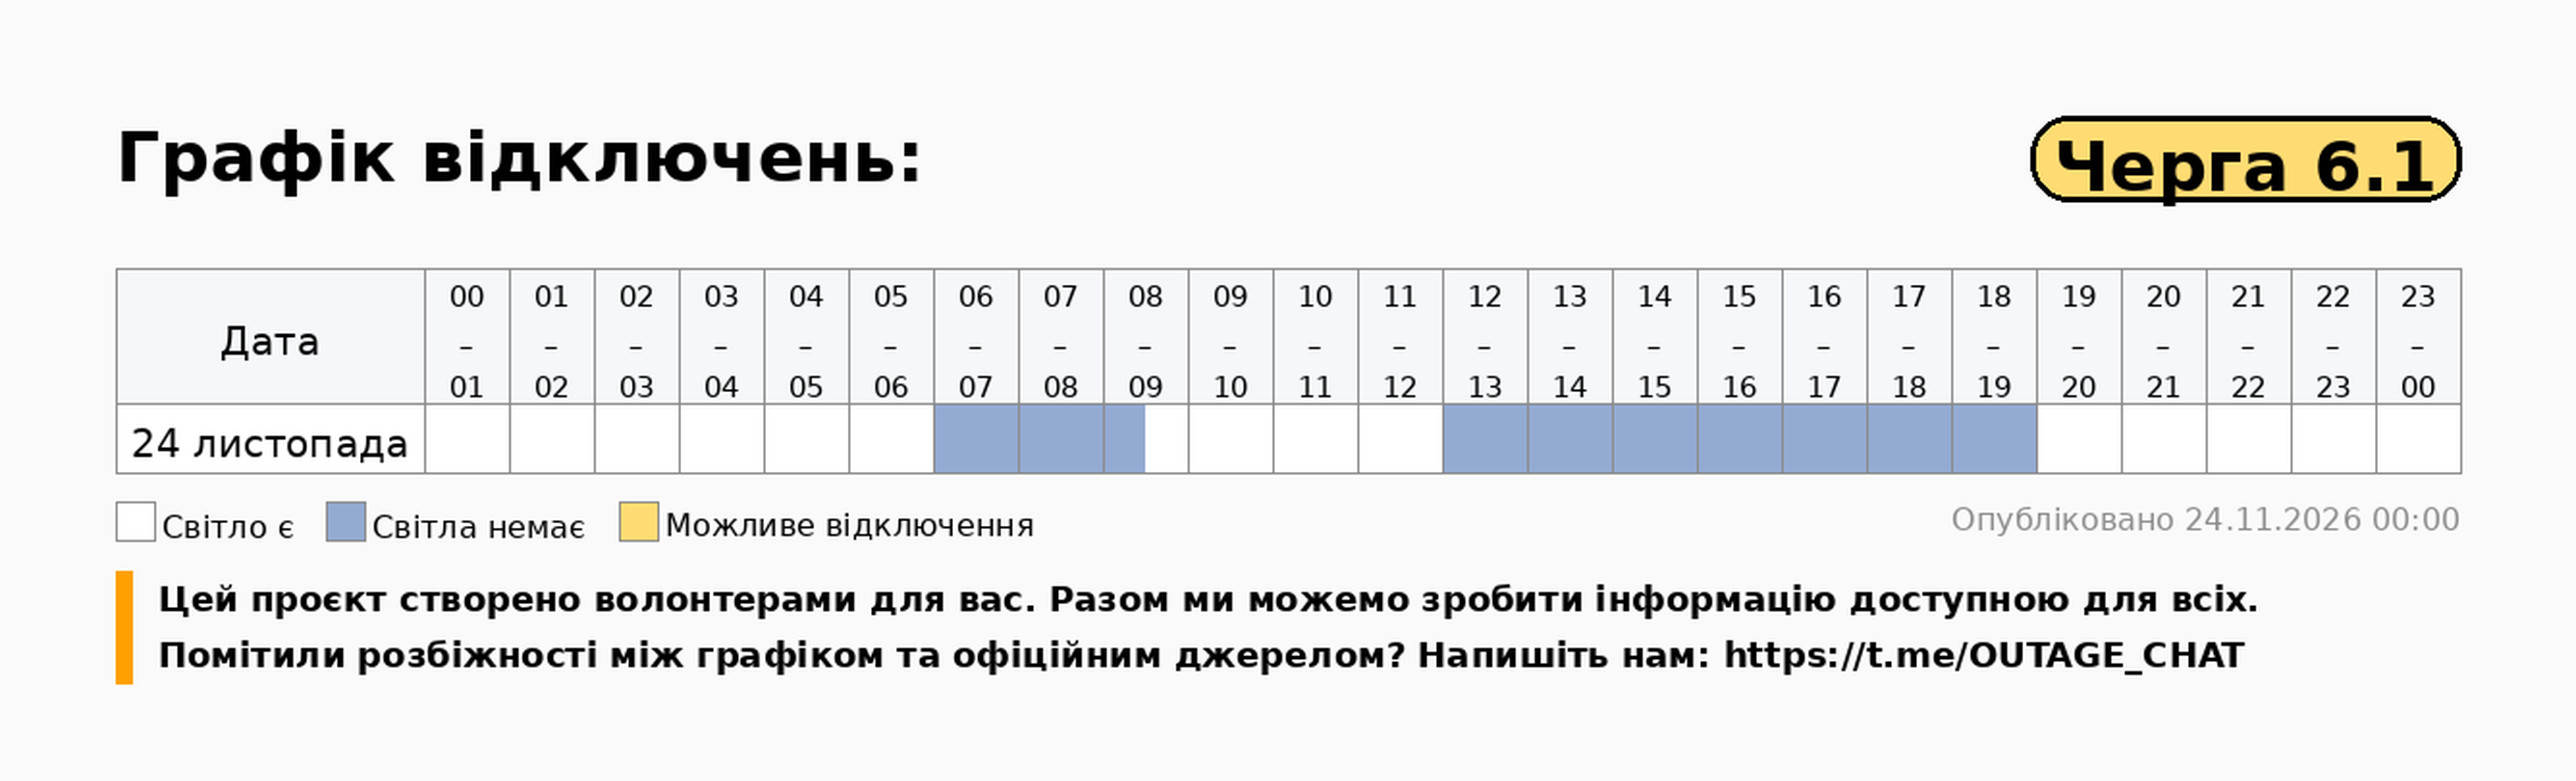 Графік відключень:
Черга 6.1
Дата
00 – 01
01 – 02
02 – 03
03 – 04
04 – 05
05 – 06
06 – 07
07 – 08
08 – 09
09 – 10
10 – 11
11 – 12
12 – 13
13 – 14
14 – 15
15 – 16
16 – 17
17 – 18
18 – 19
19 – 20
20 – 21
21 – 22
22 – 23
23 – 00
24 листопада
Світло є
Світла немає
Можливе відключення
Опубліковано 24.11.2026 00:00
Цей проєкт створено волонтерами для вас. Разом ми можемо зробити інформацію доступною для всіх.
Помітили розбіжності між графіком та офіційним джерелом? Напишіть нам: https://t.me/OUTAGE_CHAT